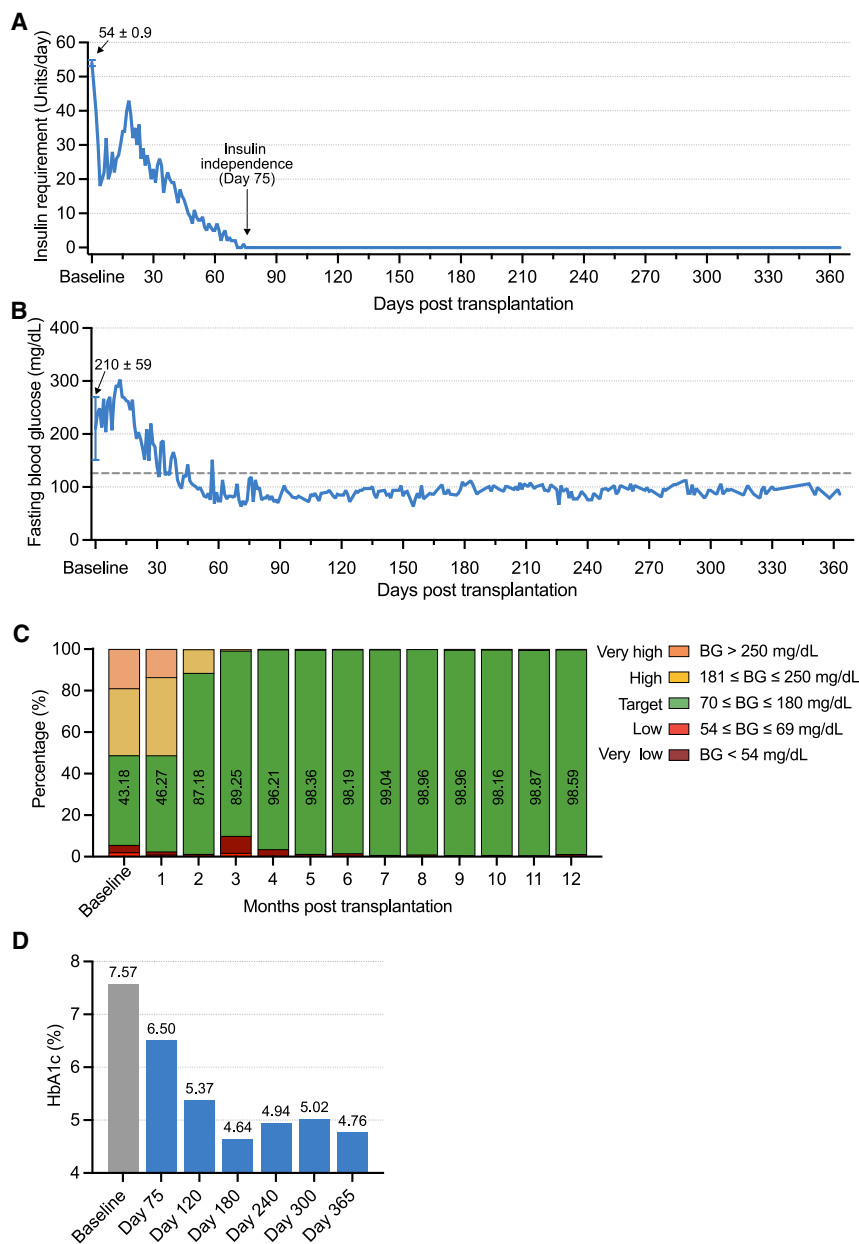 A
54 ± 0.9
Insulin requirement (Units/day)
60
50
40
30
20
10
0
Insulin
independence
(Day 75)
Baseline 30 60 90 120 150 180 210 240 270 300 330 360
Days post transplantation
B
210 ± 59
Fasting blood glucose (mg/dL)
400
300
200
100
0
Baseline 30 60 90 120 150 180 210 240 270 300 330 360
Days post transplantation
C
Percentage (%)
100
80
60
40
20
0
43.18 46.27 87.18 89.25 96.21 98.36 98.19 99.04 98.96 98.96 98.16 98.87 98.59
Baseline 1 2 3 4 5 6 7 8 9 10 11 12
Months post transplantation
Very high BG > 250 mg/dL
High 181 ≤ BG ≤ 250 mg/dL
Target 70 ≤ BG ≤ 180 mg/dL
Low 54 ≤ BG ≤ 69 mg/dL
Very low BG < 54 mg/dL
D
HbA1c (%)
8
7
6
5
4
7.57
6.50
5.37
4.64
4.94
5.02
4.76
Baseline
Day 75
Day 120
Day 180
Day 240
Day 300
Day 365